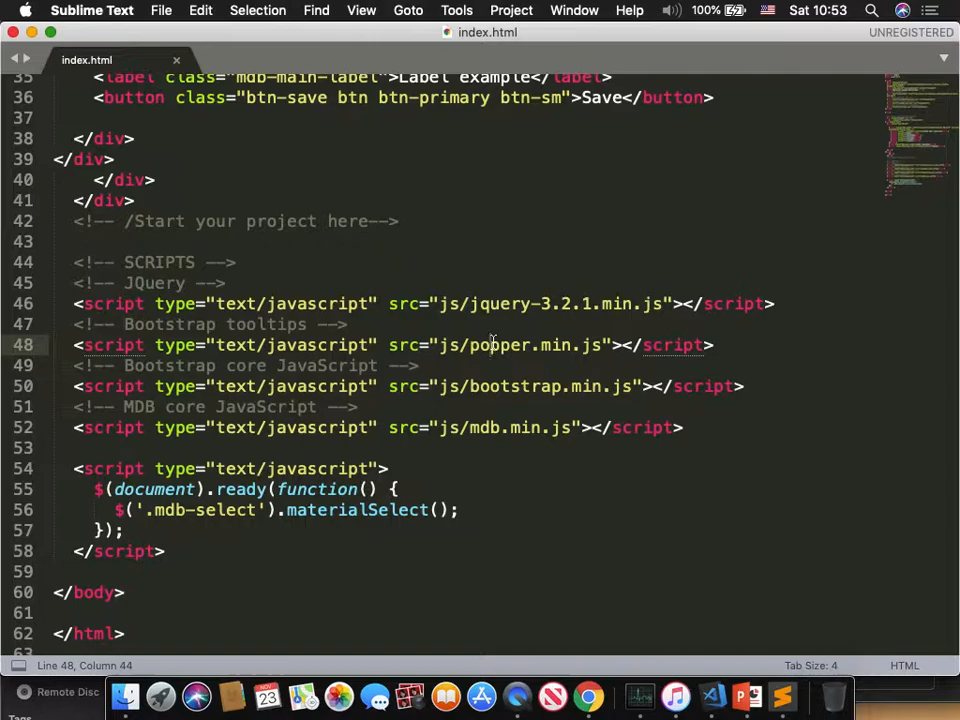 Sublime Text File Edit Selection Find View Goto Tools Project Window Help 100% Sat 10:53
index.html UNREGISTERED
index.html
35 <label class="mdb-main-label">Label example</label>
36 <button class="btn-save btn btn-primary btn-sm">Save</button>
37
38 </div>
39 </div>
40 </div>
41 </div>
42 <!-- /Start your project here-->
43
44 <!-- SCRIPTS -->
45 <!-- JQuery -->
46 <script type="text/javascript" src="js/jquery-3.2.1.min.js"></script>
47 <!-- Bootstrap tooltips -->
48 <script type="text/javascript" src="js/popper.min.js"></script>
49 <!-- Bootstrap core JavaScript -->
50 <script type="text/javascript" src="js/bootstrap.min.js"></script>
51 <!-- MDB core JavaScript -->
52 <script type="text/javascript" src="js/mdb.min.js"></script>
53
54 <script type="text/javascript">
55 $(document).ready(function() {
56 $('.mdb-select').materialSelect();
57 });
58 </script>
59
60 </body>
61
62 </html>
63
Line 48, Column 44 Tab Size: 4 HTML
Remote Disc
NOV
23
Tags